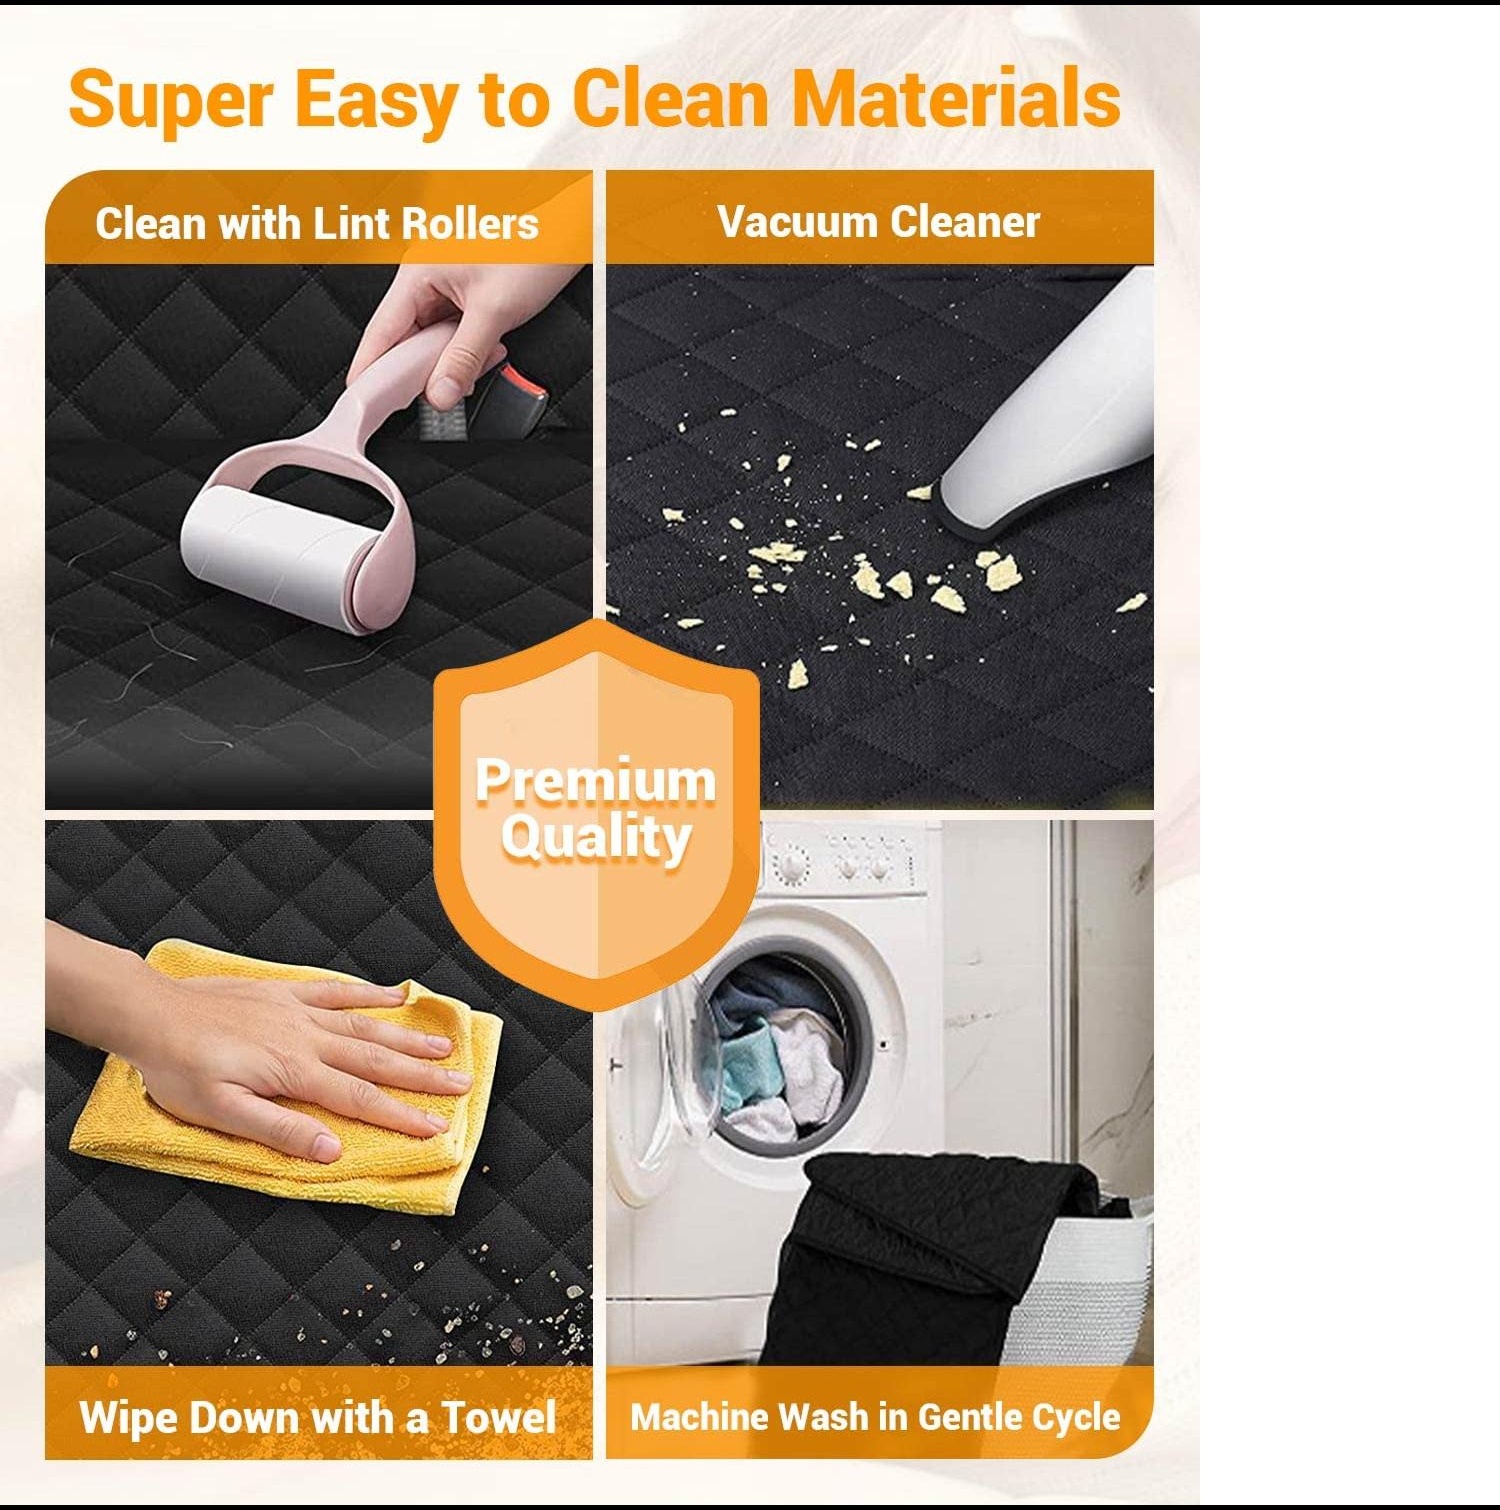 Super Easy to Clean Materials
Clean with Lint Rollers
Vacuum Cleaner
Premium
Quality
Wipe Down with a Towel
Machine Wash in Gentle Cycle